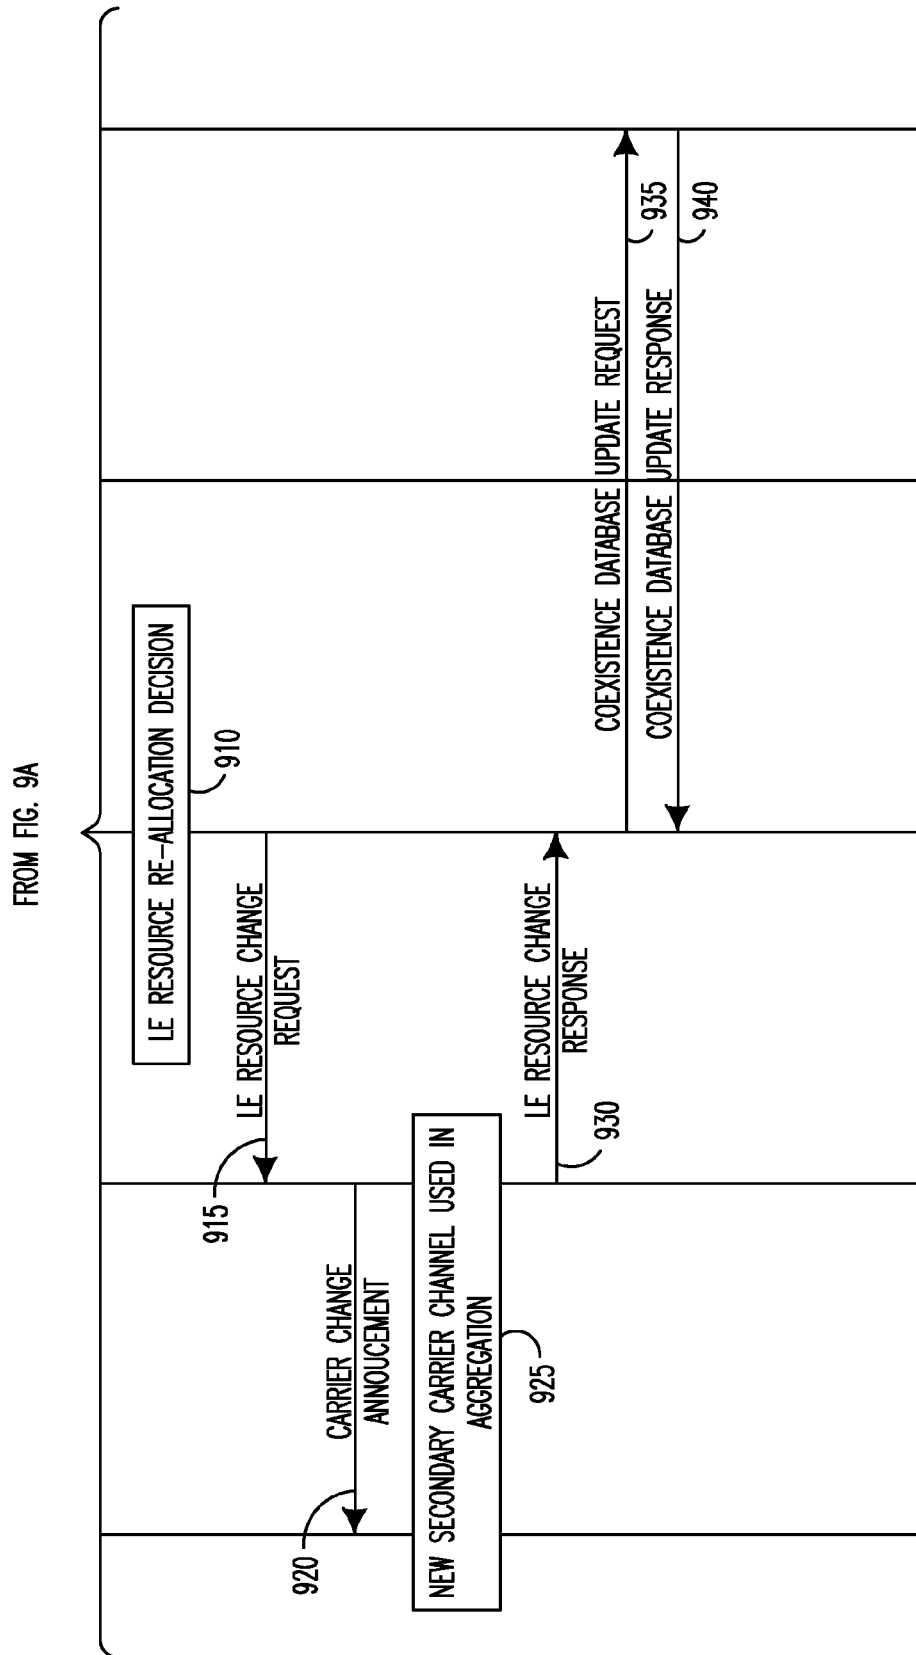 FROM FIG. 9A
LE RESOURCE RE-ALLOCATION DECISION
910
LE RESOURCE CHANGE
REQUEST
915
CARRIER CHANGE
ANNOUCEMENT
920
NEW SECONDARY CARRIER CHANNEL USED IN
AGGREGATION
925
LE RESOURCE CHANGE
RESPONSE
930
COEXISTENCE DATABASE UPDATE REQUEST
935
COEXISTENCE DATABASE UPDATE RESPONSE
940